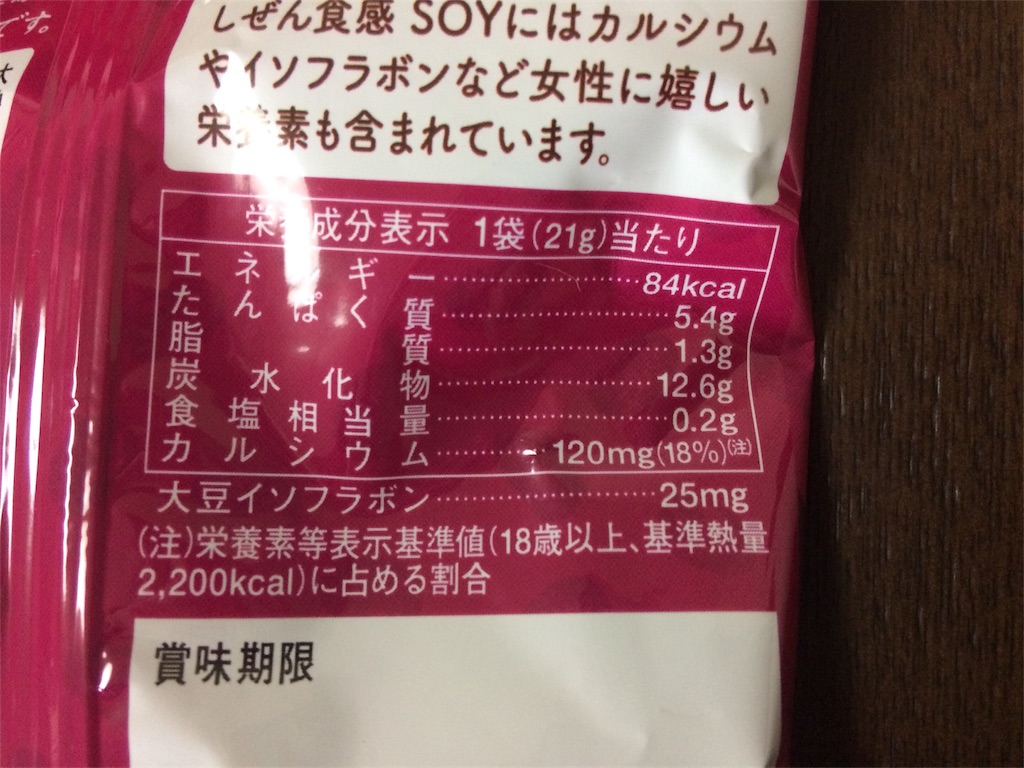 です。
しぜん食感 SOYにはカルシウム
やイソフラボンなど女性に嬉しい
栄養素も含まれています。
栄養成分表示 1袋(21g)当たり
エネルギー……………………84kcal
たんぱく質……………………5.4g
脂質……………………1.3g
炭水化物……………………12.6g
食塩相当量……………………0.2g
カルシウム…………120mg(18%)(注)
大豆イソフラボン……………………25mg
(注)栄養素等表示基準値(18歳以上、基準熱量
2,200kcal)に占める割合
賞味期限